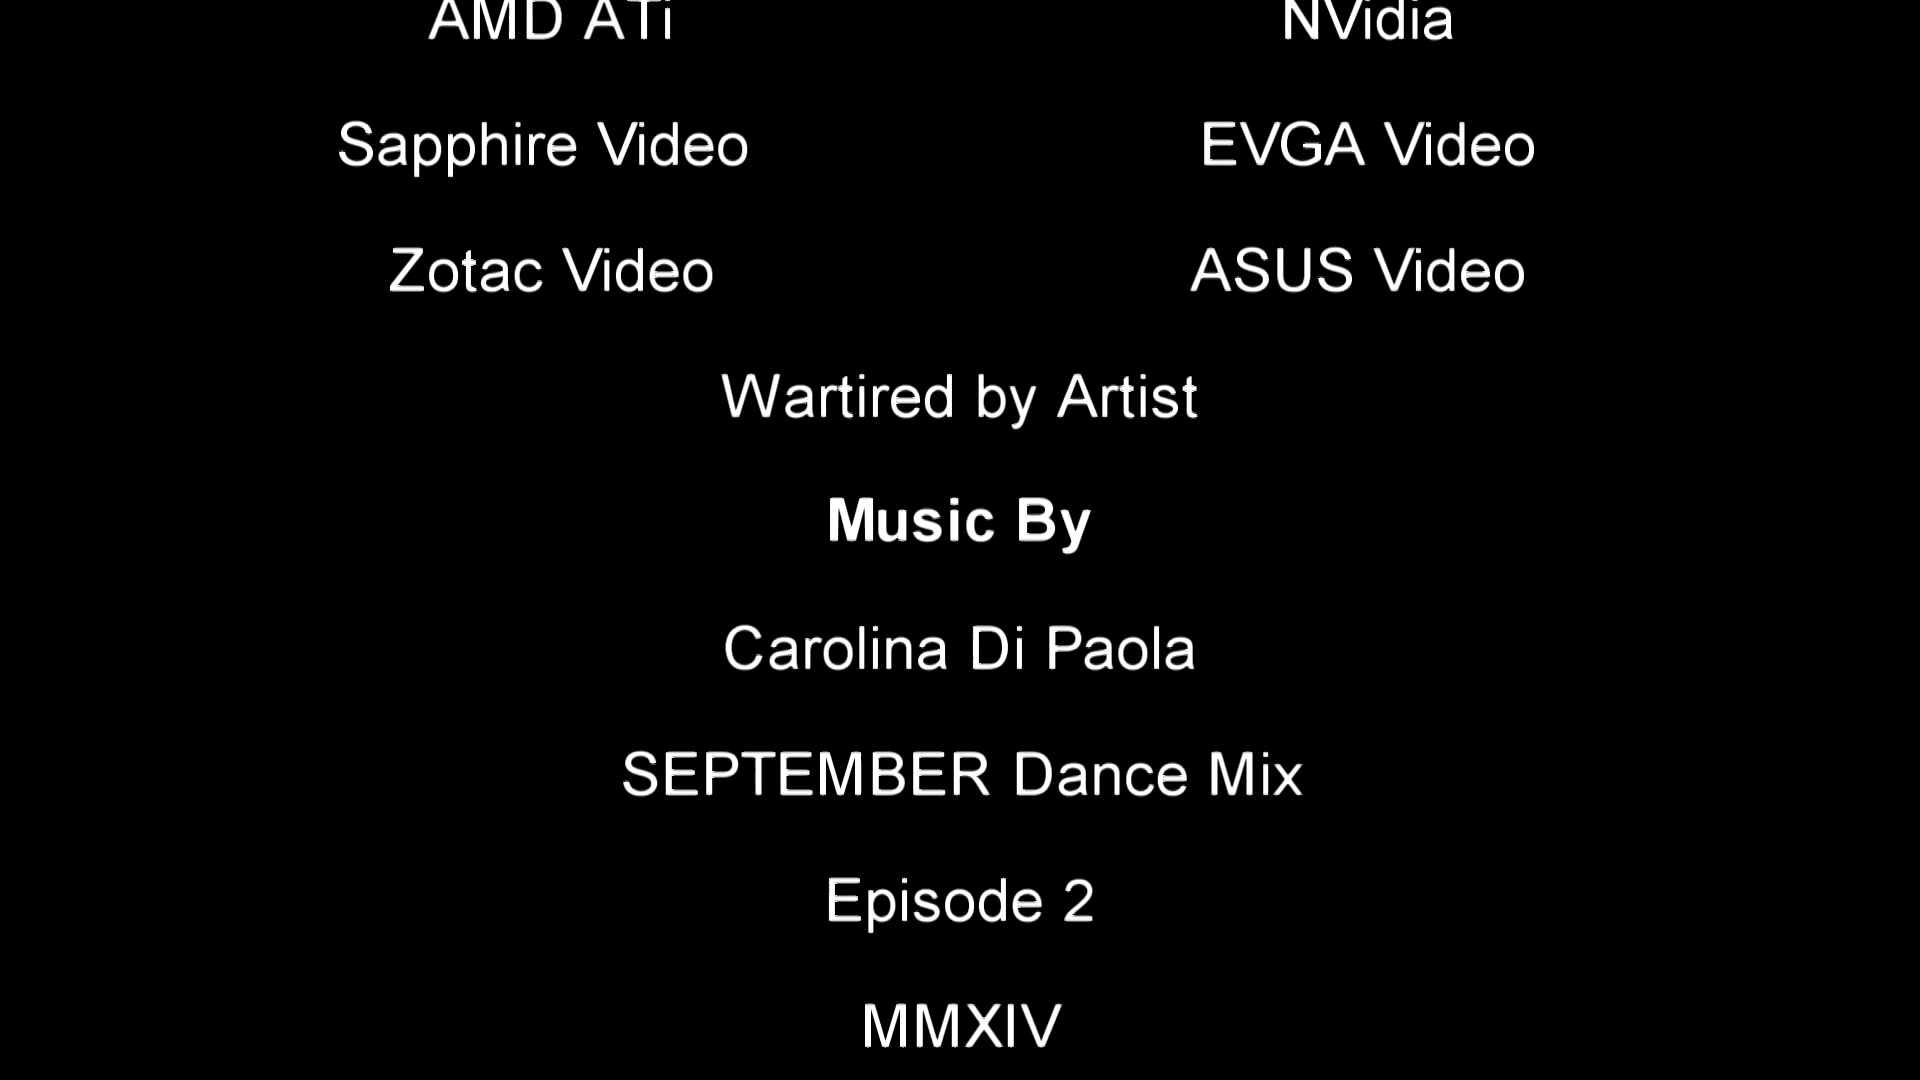 AMD ATi NVidia
Sapphire Video EVGA Video
Zotac Video ASUS Video
Wartired by Artist
Music By
Carolina Di Paola
SEPTEMBER Dance Mix
Episode 2
MMXIV